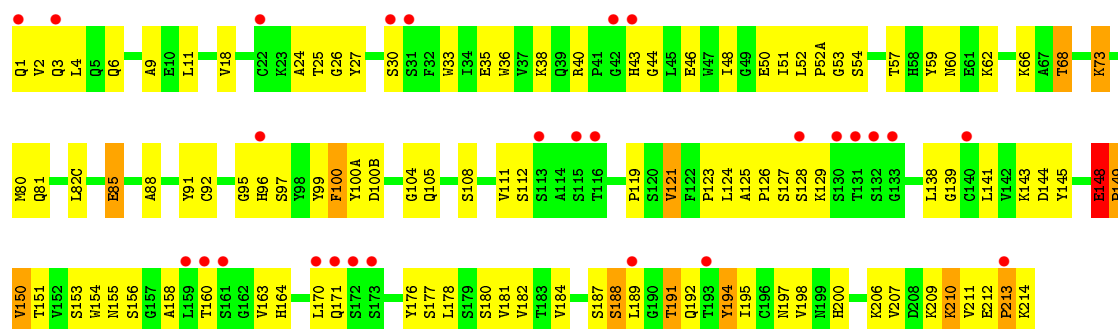 Q1 V2 Q3 L4 Q5 Q6 A9 E10 L11 V18 C22 K23 A24 T25 G26 Y27 S30 S31 F32 W33 I34 E35 W36 V37 K38 Q39 R40 P41 G42 H43 G44 L45 E46 W47 I48 G49 E50 I51 L52 P52A G53 S54 T57 H58 Y59 N60 E61 K62 K66 A67 T68 K73
M80 Q81 L82C E85 A88 Y91 C92 G95 H96 S97 Y98 Y99 F100 Y100A D100B G104 Q105 S108 V111 S112 S113 A114 S115 T116 P119 S120 V121 F122 P123 L124 A125 P126 S127 S128 K129 S130 T131 S132 G133 L138 G139 C140 L141 V142 K143 D144 Y145 E148 P149
V150 T151 V152 S153 W154 N155 S156 G157 A158 L159 T160 S161 G162 V163 H164 L170 Q171 S172 S173 Y176 S177 L178 S179 S180 V181 V182 T183 V184 S187 S188 L189 G190 T191 Q192 T193 Y194 I195 C196 N197 V198 N199 H200 K206 V207 D208 K209 K210 V211 E212 P213 K214